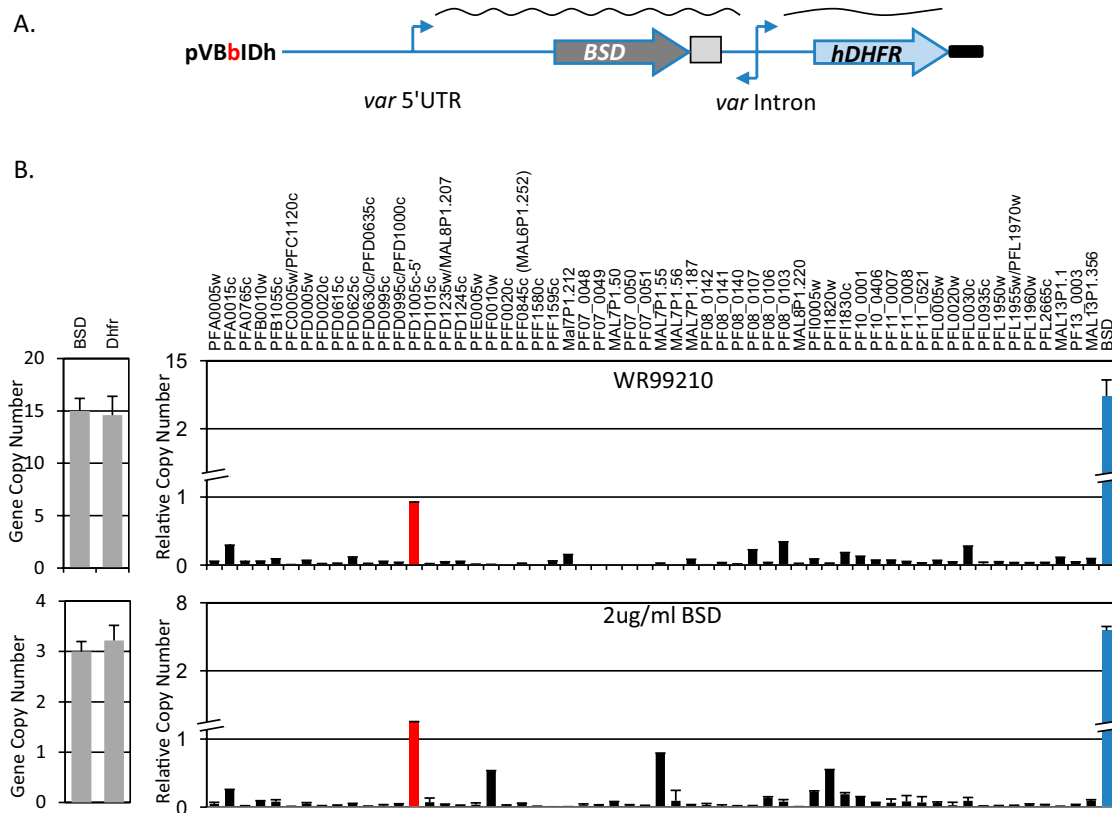 A.
pVBbIDh
BSD
hDHFR
var 5'UTR
var Intron
B.
BSD
Dhfr
PFA0005w
PFA0015c
PFA0765c
PFB0010w
PFB1055c
PFC0005w/PFC1120c
PFD0005w
PFD0020c
PFD0615c
PFD0625c
PFD0630c/PFD0635c
PFD0995c
PFD0995c/PFD1000c
PFD1005c-5'
PFD1015c
PFD1235w/MAL8P1.207
PFD1245c
PFE0005w
PFF0010w
PFF0020c
PFF0845c (MAL6P1.252)
PFF1580c
PFF1595c
Mal7P1.212
PF07_0048
PF07_0049
MAL7P1.50
PF07_0050
PF07_0051
MAL7P1.55
MAL7P1.56
MAL7P1.187
PF08_0142
PF08_0141
PF08_0140
PF08_0107
PF08_0106
PF08_0103
MAL8P1.220
PFI0005w
PFI1820w
PFI1830c
PF10_0001
PF10_0406
PF11_0007
PF11_0008
PF11_0521
PFL0005w
PFL0020w
PFL0030c
PFL0935c
PFL1950w
PFL1955w/PFL1970w
PFL1960w
PFL2665c
MAL13P1.1
PF13_0003
MAL13P1.356
BSD
Gene Copy Number
20
15
10
5
0
Relative Copy Number
15
2
1
0
WR99210
Gene Copy Number
4
3
2
1
0
Relative Copy Number
8
2
1
0
2ug/ml BSD